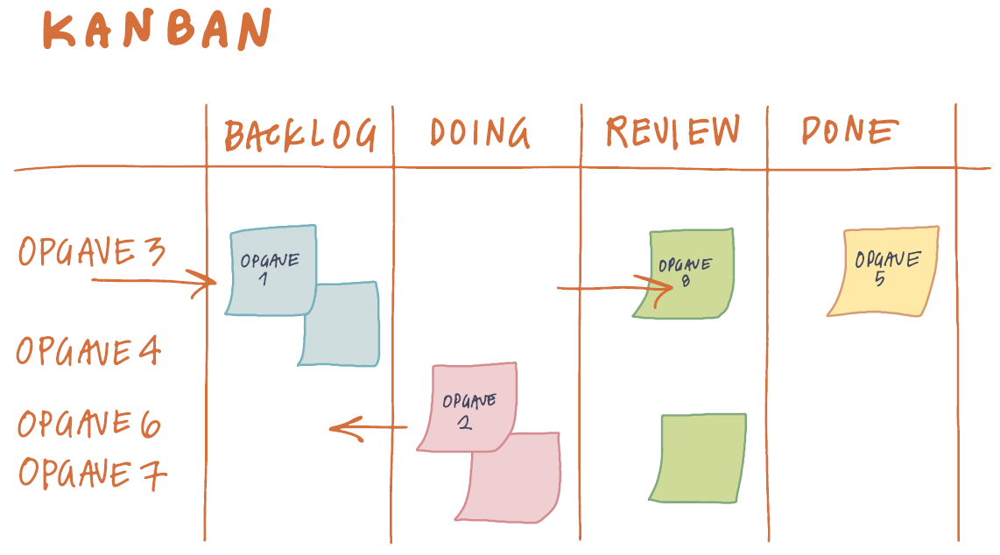 KANBAN
BACKLOG
DOING
REVIEW
DONE
OPGAVE 3
OPGAVE 4
OPGAVE 6
OPGAVE 7
OPGAVE
1
OPGAVE
2
OPGAVE
8
OPGAVE
5